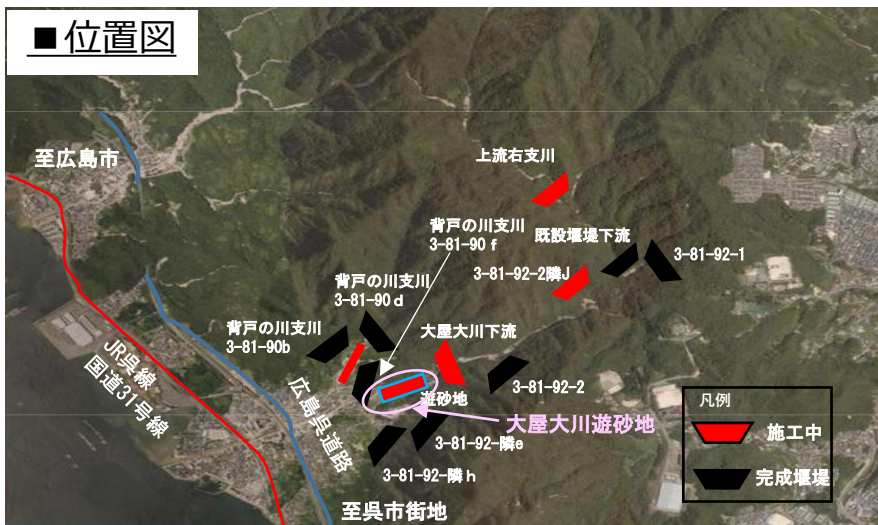 ■位置図
至広島市
上流右支川
背戸の川支川
3-81-90 f
既設堰堤下流
3-81-92-1
3-81-92-2隣J
背戸の川支川
3-81-90 d
背戸の川支川
3-81-90b
大屋大川下流
3-81-92-2
JR呉線
国道31号線
広島呉道路
遊砂地
大屋大川遊砂地
3-81-92-隣e
3-81-92-隣h
至呉市街地
凡例
施工中
完成堰堤